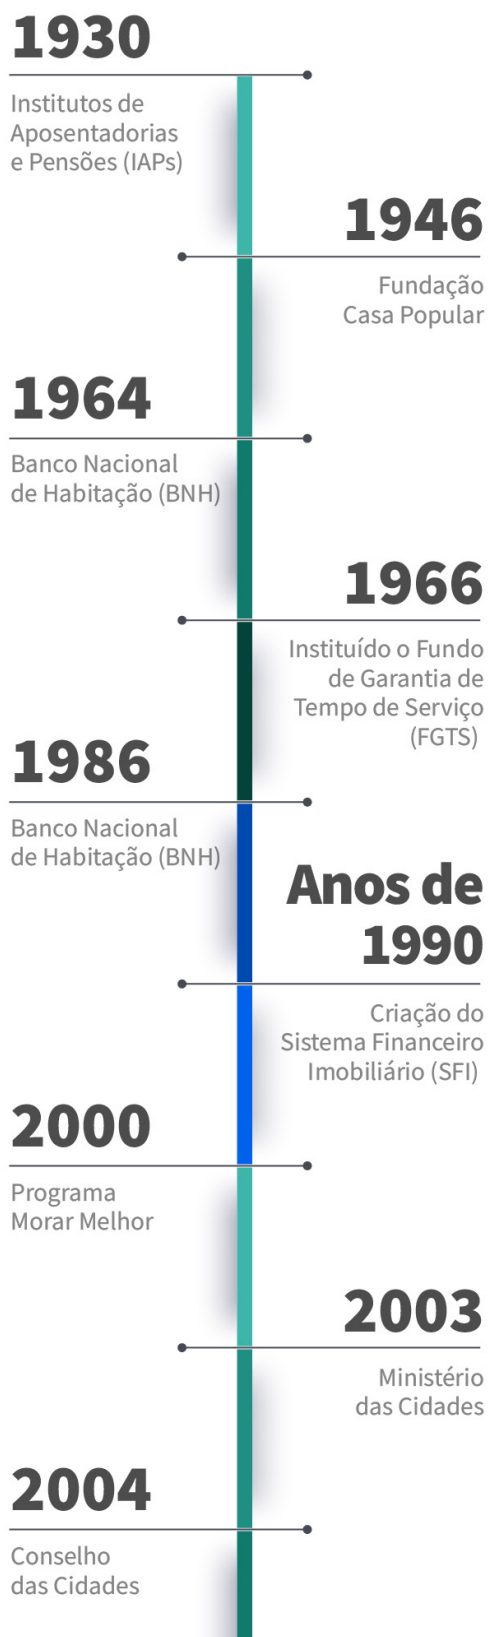 1930
Institutos de
Aposentadorias
e Pensões (IAPs)
1946
Fundação
Casa Popular
1964
Banco Nacional
de Habitação (BNH)
1966
Instituído o Fundo
de Garantia de
Tempo de Serviço
(FGTS)
1986
Banco Nacional
de Habitação (BNH)
Anos de
1990
Criação do
Sistema Financeiro
Imobiliário (SFI)
2000
Programa
Morar Melhor
2003
Ministério
das Cidades
2004
Conselho
das Cidades